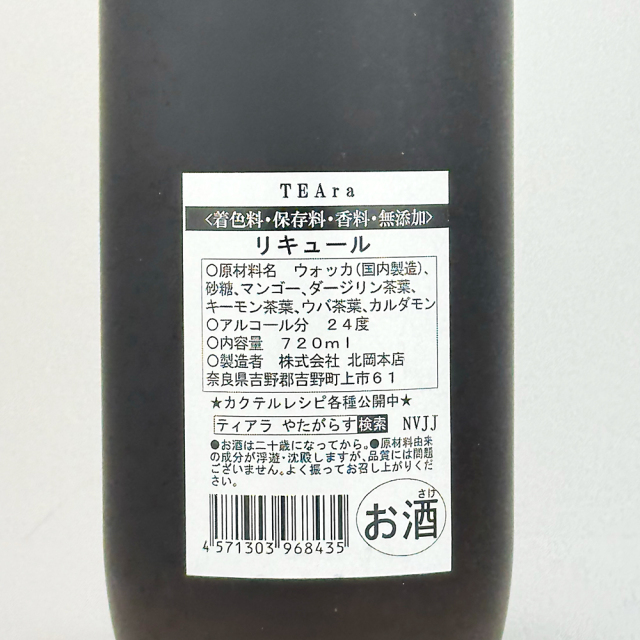 TEAra
<着色料・保存料・香料・無添加>
リキュール
○原材料名 ウォッカ(国内製造)、
砂糖、マンゴー、ダージリン茶葉、
キーモン茶葉、ウバ茶葉、カルダモン
○アルコール分 24度
○内容量 720ml
○製造者 株式会社 北岡本店
奈良県吉野郡吉野町上市61
★カクテルレシピ各種公開中★
ティアラ やたがらす 検索 NVJJ
●お酒は二十歳になってから。●原材料由来
の成分が浮遊・沈殿しますが、品質には問題
ございません。よく振ってお召し上がりくだ
さい。
さけ
お酒
4 571303 968435